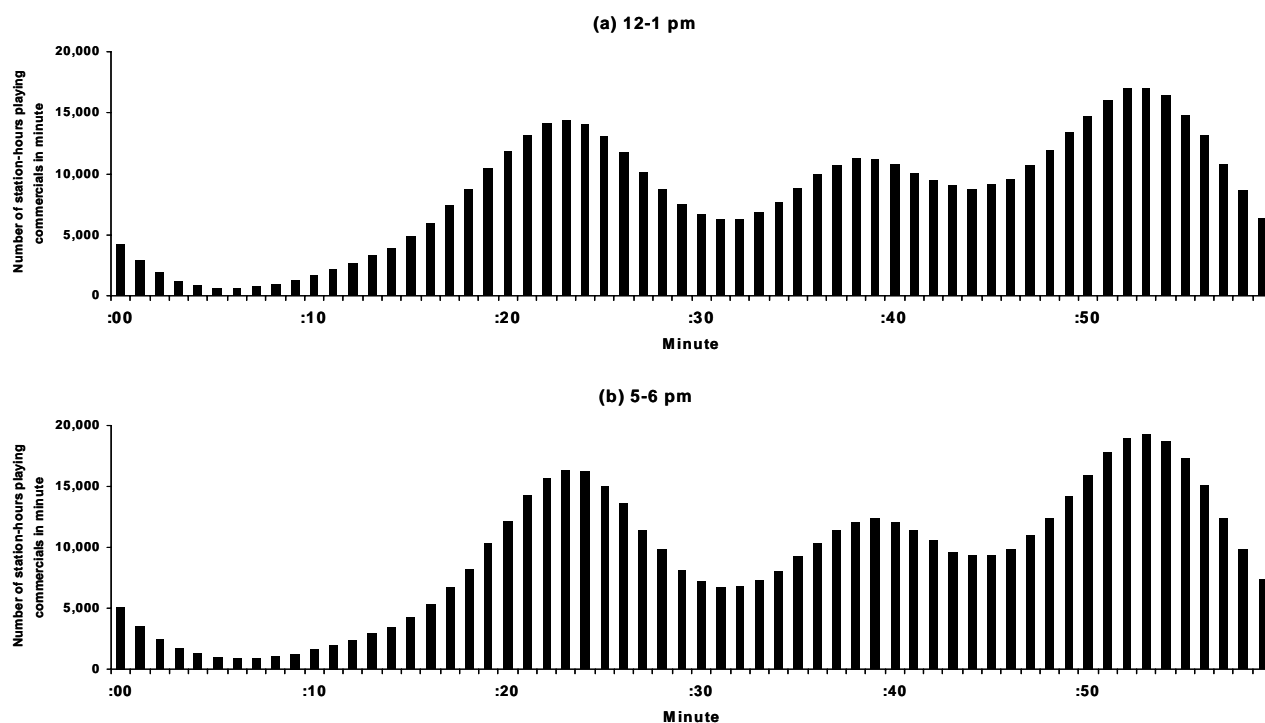 (a) 12-1 pm
Number of station-hours playing
commercials in minute
20,000
15,000
10,000
5,000
0
:00 :10 :20 :30 :40 :50
Minute
(b) 5-6 pm
Number of station-hours playing
commercials in minute
20,000
15,000
10,000
5,000
0
:00 :10 :20 :30 :40 :50
Minute